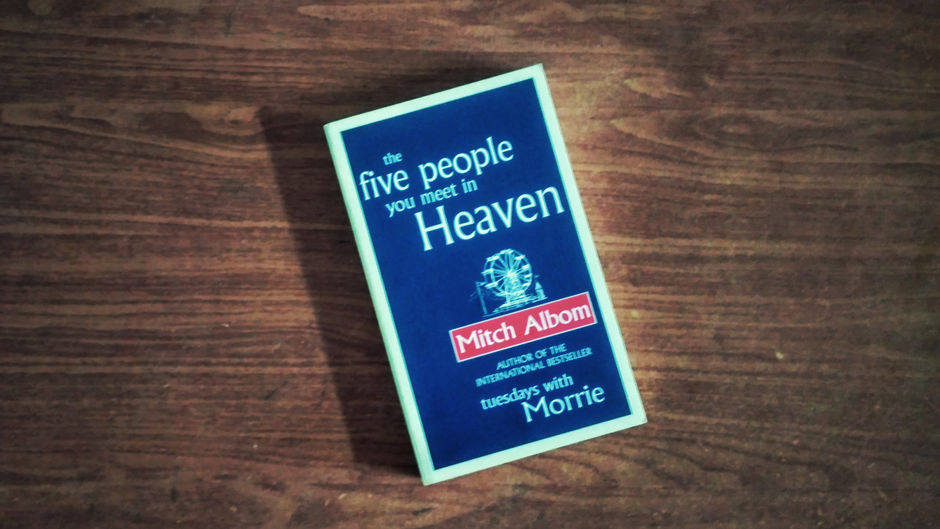 the
five people
you meet in
Heaven
Mitch Albom
AUTHOR OF THE
INTERNATIONAL BESTSELLER
tuesdays with
Morrie